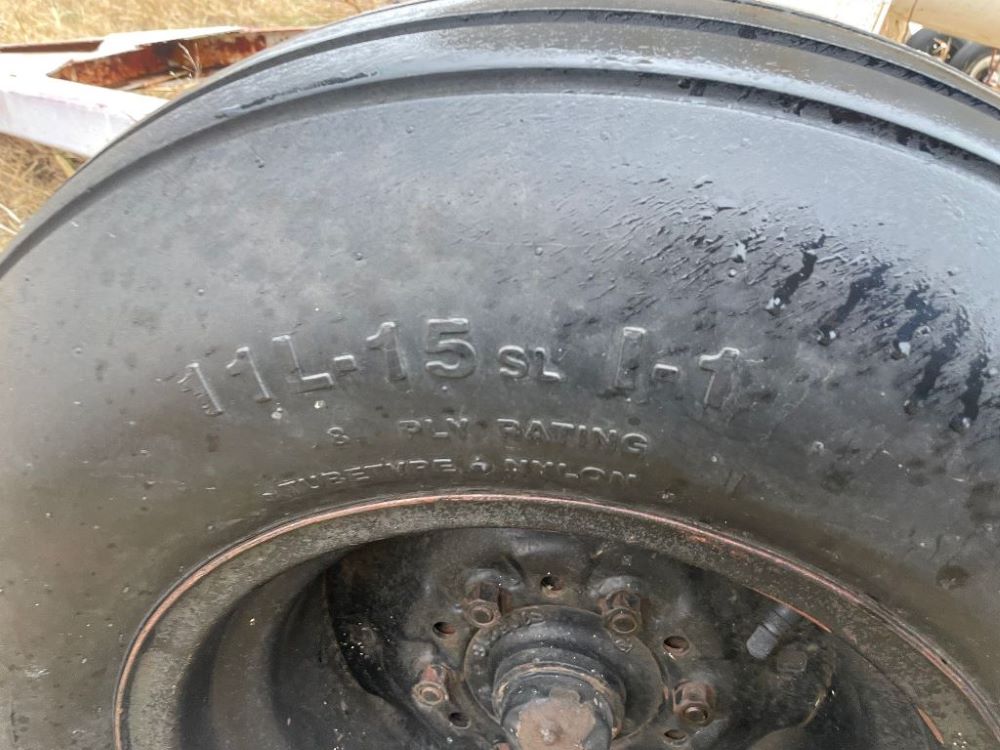 11L-15 SL I-1
8 PLY RATING
TUBETYPE NYLON